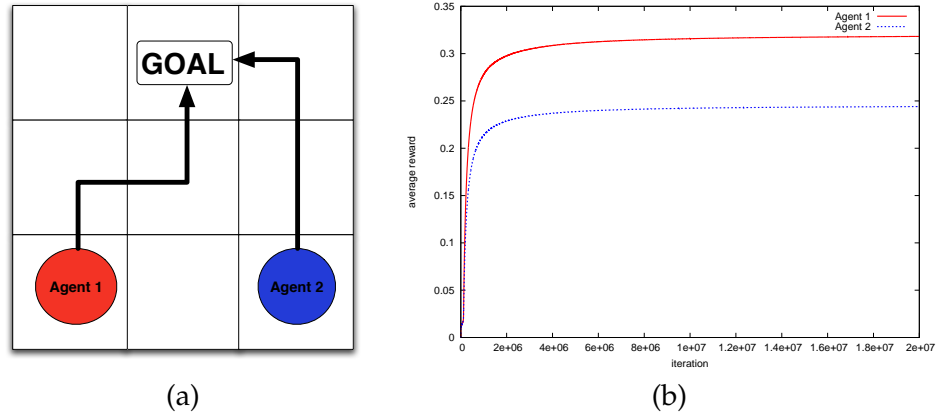 GOAL
Agent 1
Agent 2
(a)
0.35
0.3
0.25
0.2
0.15
0.1
0.05
0
average reward
Agent 1
Agent 2
0 2e+06 4e+06 6e+06 8e+06 1e+07 1.2e+07 1.4e+07 1.6e+07 1.8e+07 2e+07
iteration
(b)